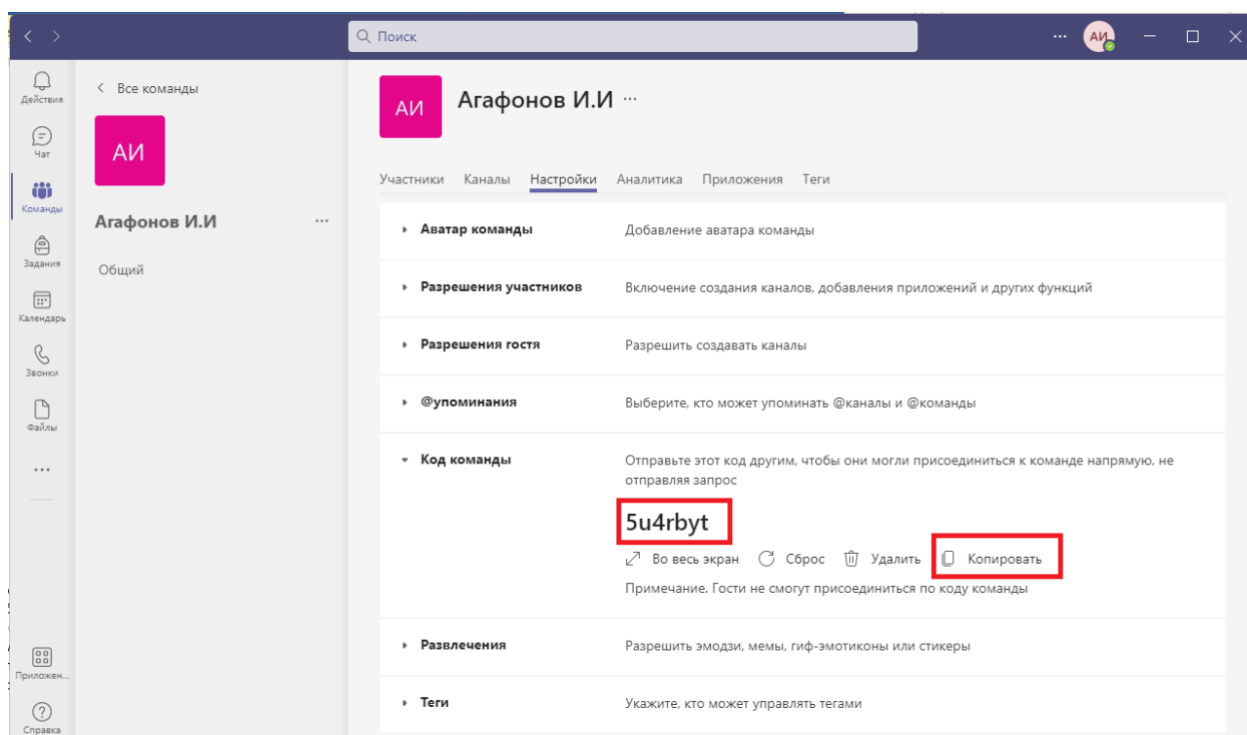 Поиск
АИ
Действия
Чат
Команды
Задания
Календарь
Звонки
Файлы
Приложен...
Справка
Все команды
АИ
Агафонов И.И
Общий
АИ
Агафонов И.И
Участники Каналы Настройки Аналитика Приложения Теги
Аватар команды Добавление аватара команды
Разрешения участников Включение создания каналов, добавления приложений и других функций
Разрешения гостя Разрешить создавать каналы
@упоминания Выберите, кто может упоминать @каналы и @команды
Код команды Отправьте этот код другим, чтобы они могли присоединиться к команде напрямую, не
отправляя запрос
5u4rbyt
Во весь экран Сброс Удалить Копировать
Примечание. Гости не смогут присоединиться по коду команды
Развлечения Разрешить эмодзи, мемы, гиф-эмотиконы или стикеры
Теги Укажите, кто может управлять тегами